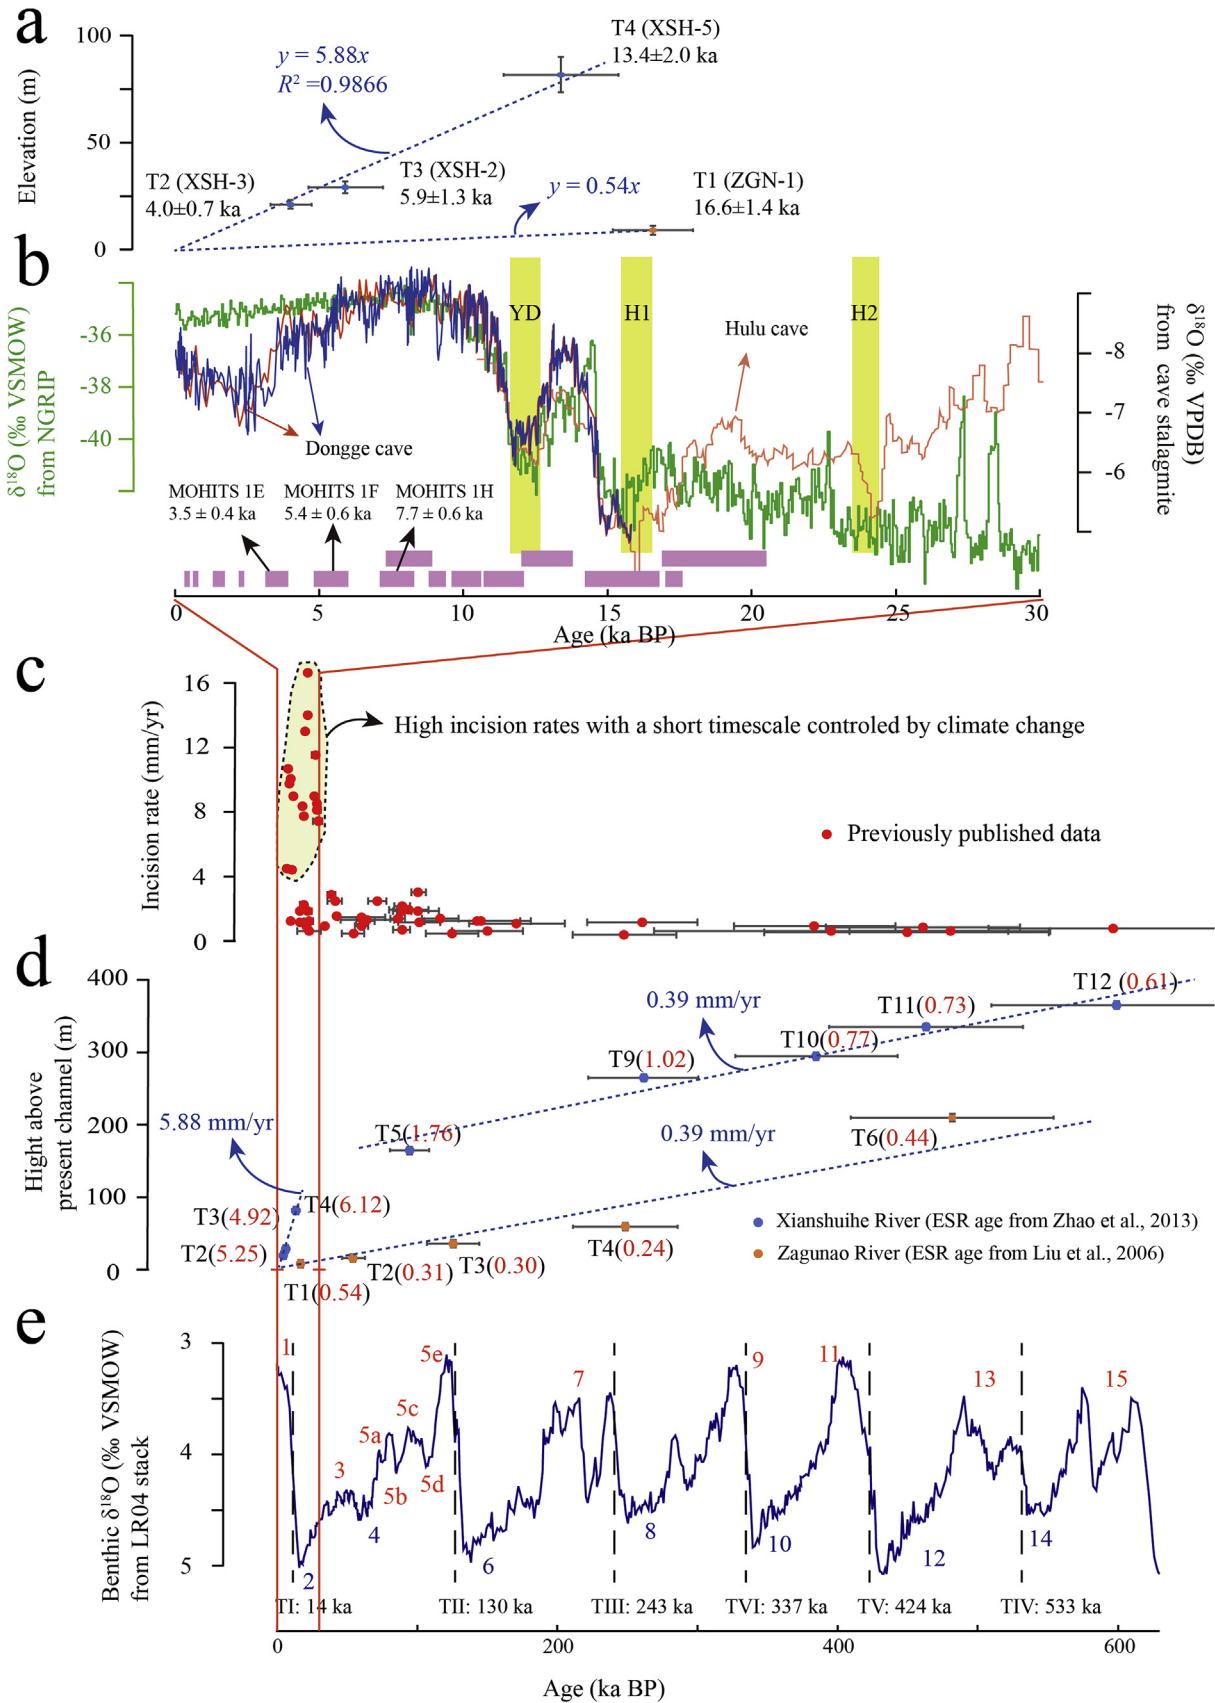 a
100
50
0
Elevation (m)
y = 5.88x
R² =0.9866
T4 (XSH-5)
13.4±2.0 ka
T2 (XSH-3)
4.0±0.7 ka
T3 (XSH-2)
5.9±1.3 ka
y = 0.54x
T1 (ZGN-1)
16.6±1.4 ka
b
δ¹⁸O (‰ VSMOW)
from NGRIP
-36
-38
-40
YD
H1
H2
Hulu cave
Dongge cave
-8
-7
-6
δ¹⁸O (‰ VPDB)
from cave stalagmite
MOHITS 1E
3.5 ± 0.4 ka
MOHITS 1F
5.4 ± 0.6 ka
MOHITS 1H
7.7 ± 0.6 ka
0
5
10
15
20
25
30
Age (ka BP)
c
16
12
8
4
0
Incision rate (mm/yr)
High incision rates with a short timescale controled by climate change
Previously published data
d
400
300
200
100
0
Hight above
present channel (m)
5.88 mm/yr
0.39 mm/yr
0.39 mm/yr
T12 (0.61)
T11(0.73)
T10(0.77)
T9(1.02)
T5(1.76)
T6(0.44)
T4(6.12)
T3(4.92)
T2(5.25)
T1(0.54)
T2(0.31)
T3(0.30)
T4(0.24)
Xianshuihe River (ESR age from Zhao et al., 2013)
Zagunao River (ESR age from Liu et al., 2006)
e
3
4
5
Benthic δ¹⁸O (‰ VSMOW)
from LR04 stack
1
2
3
4
5a
5b
5c
5d
5e
6
7
8
9
10
11
12
13
14
15
TI: 14 ka
TII: 130 ka
TIII: 243 ka
TVI: 337 ka
TV: 424 ka
TIV: 533 ka
0
200
400
600
Age (ka BP)